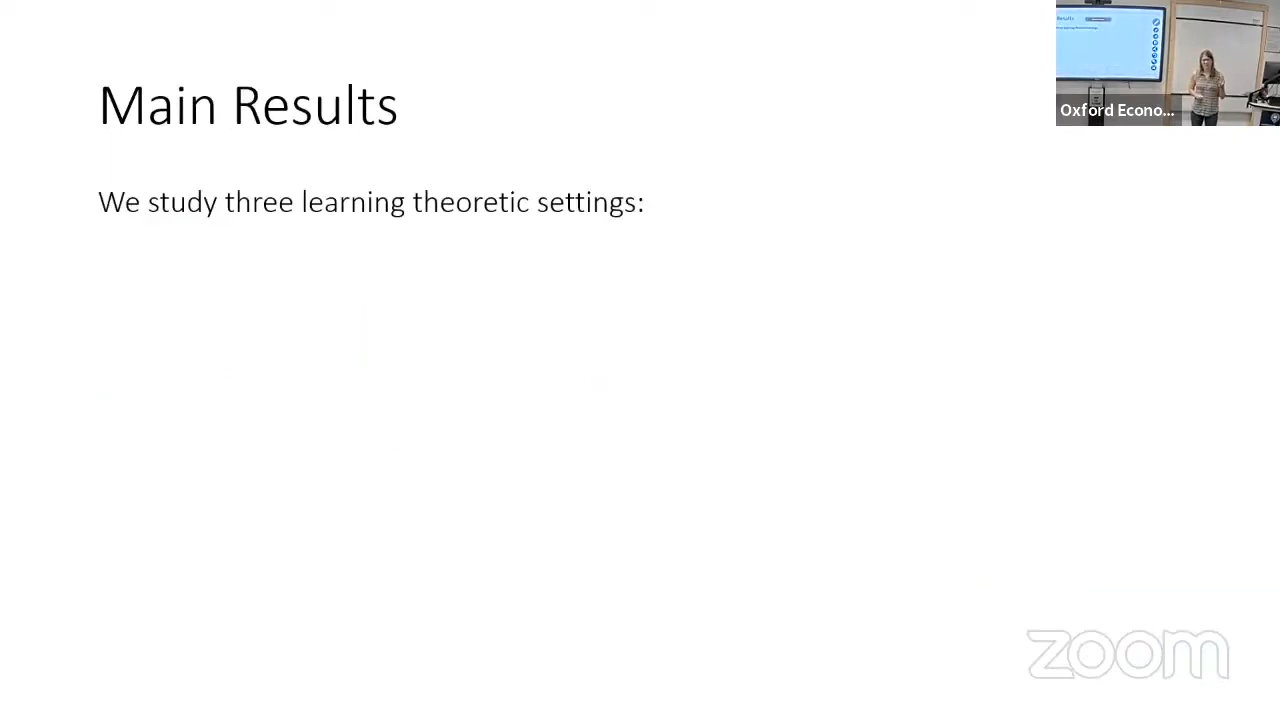 Main Results
Oxford Econo...
We study three learning theoretic settings:
zoom